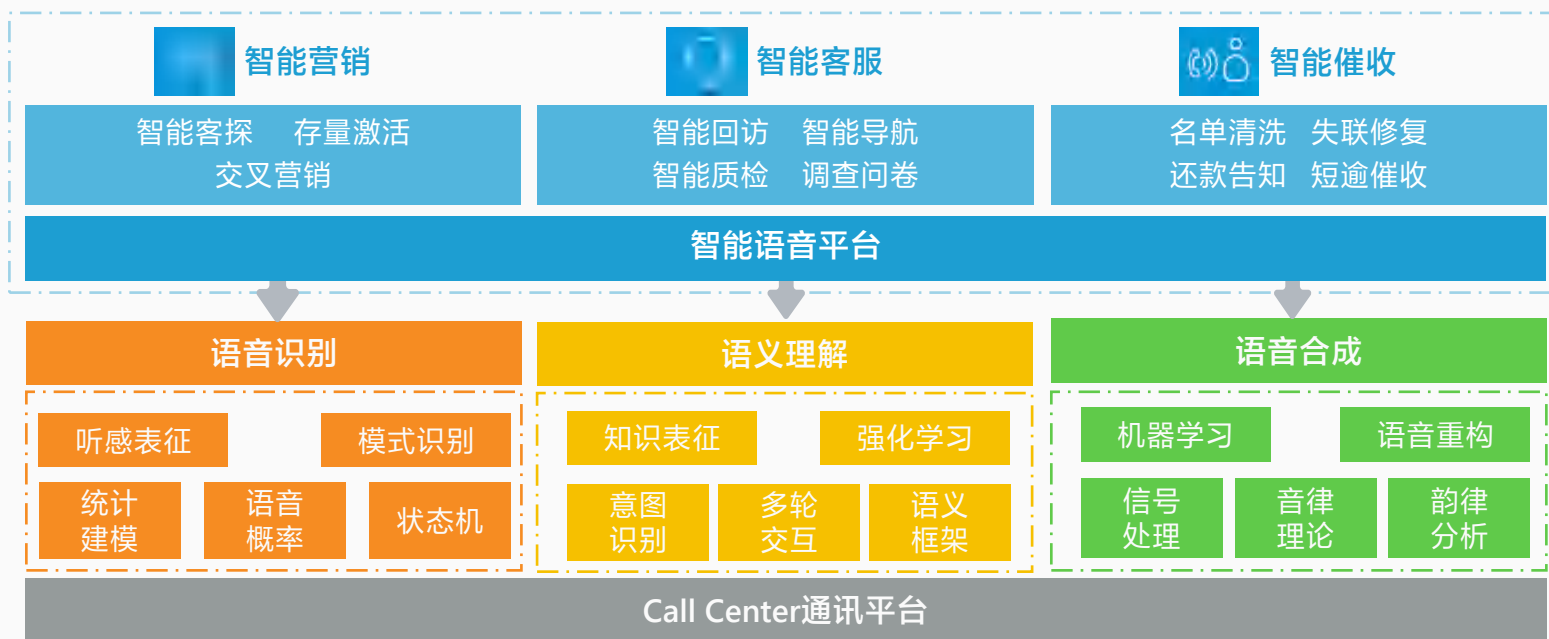 智能营销
智能客服
智能催收
智能客探 存量激活
交叉营销
智能回访 智能导航
智能质检 调查问卷
名单清洗 失联修复
还款告知 短逾催收
智能语音平台
语音识别
语义理解
语音合成
听感表征
模式识别
统计
建模
语音
概率
状态机
知识表征
强化学习
意图
识别
多轮
交互
语义
框架
机器学习
语音重构
信号
处理
音律
理论
韵律
分析
Call Center通讯平台